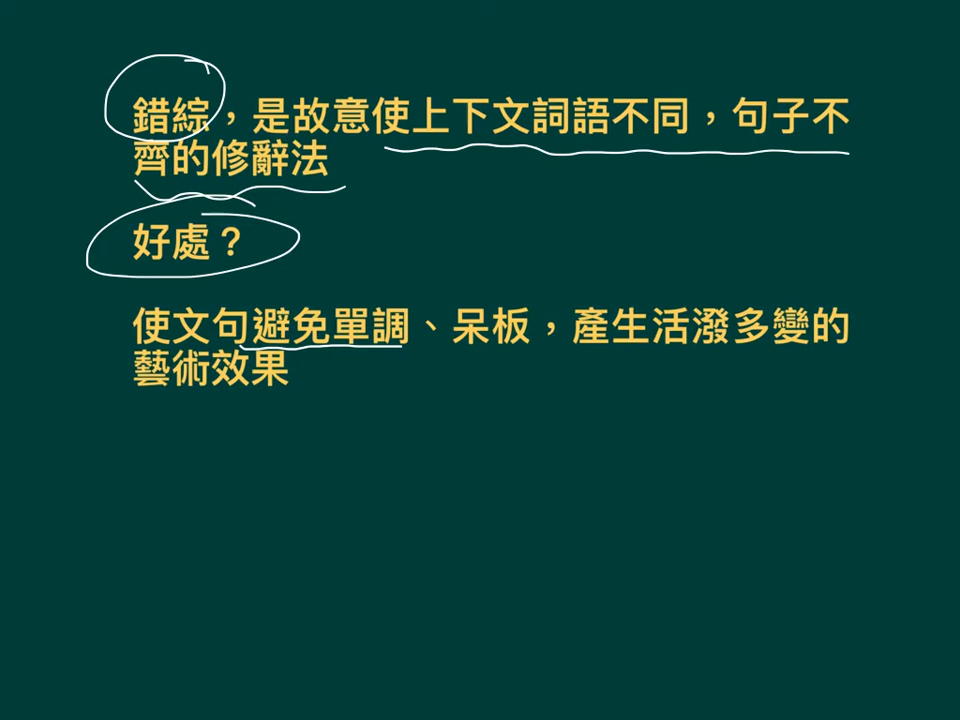 錯綜，是故意使上下文詞語不同，句子不
齊的修辭法
好處？
使文句避免單調、呆板，產生活潑多變的
藝術效果